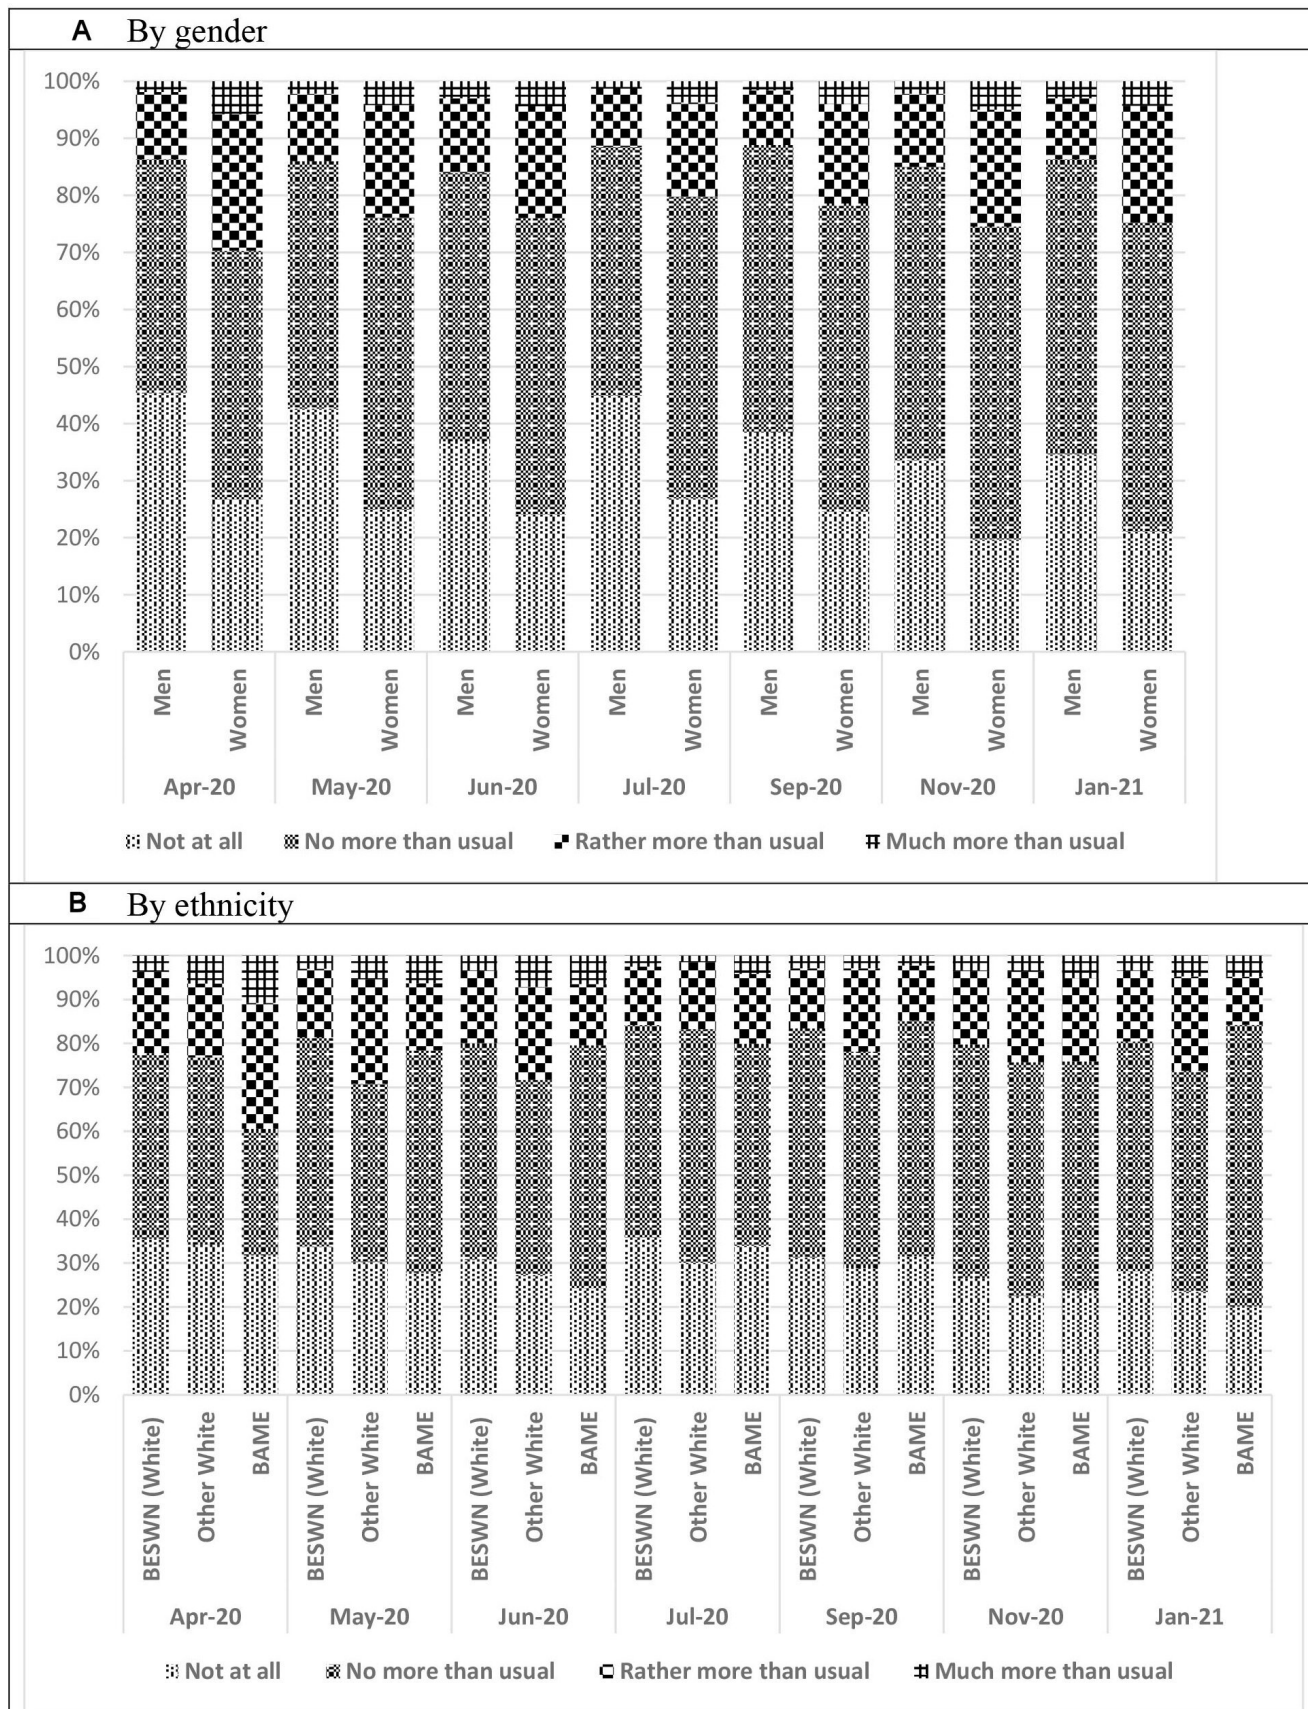 A By gender
100%
90%
80%
70%
60%
50%
40%
30%
20%
10%
0%
Men Women Men Women Men Women Men Women Men Women Men Women Men Women
Apr-20 May-20 Jun-20 Jul-20 Sep-20 Nov-20 Jan-21
Not at all No more than usual Rather more than usual Much more than usual
B By ethnicity
100%
90%
80%
70%
60%
50%
40%
30%
20%
10%
0%
BESWN (White) Other White BAME BESWN (White) Other White BAME BESWN (White) Other White BAME BESWN (White) Other White BAME BESWN (White) Other White BAME BESWN (White) Other White BAME BESWN (White) Other White BAME
Apr-20 May-20 Jun-20 Jul-20 Sep-20 Nov-20 Jan-21
Not at all No more than usual Rather more than usual Much more than usual